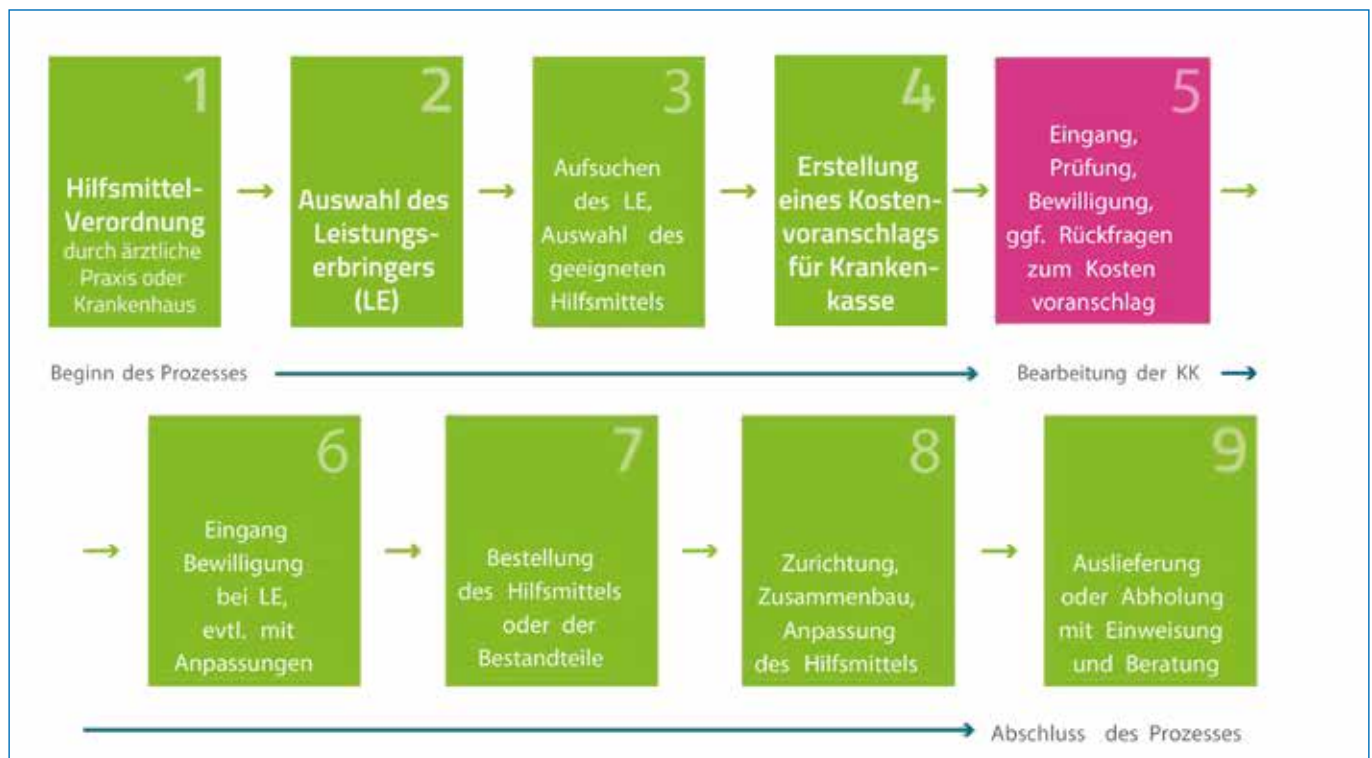 1
Hilfsmittel-
Verordnung
durch ärztliche
Praxis oder
Krankenhaus
2
Auswahl des
Leistungs-
erbringers
(LE)
3
Aufsuchen
des LE,
Auswahl des
geeigneten
Hilfsmittels
4
Erstellung
eines Kosten-
voranschlags
für Kranken-
kasse
5
Eingang,
Prüfung,
Bewilligung,
ggf. Rückfragen
zum Kosten
voranschlag
Beginn des Prozesses
Bearbeitung der KK
6
Eingang
Bewilligung
bei LE,
evtl. mit
Anpassungen
7
Bestellung
des Hilfsmittels
oder der
Bestandteile
8
Zurichtung,
Zusammenbau,
Anpassung
des Hilfsmittels
9
Auslieferung
oder Abholung
mit Einweisung
und Beratung
Abschluss des Prozesses